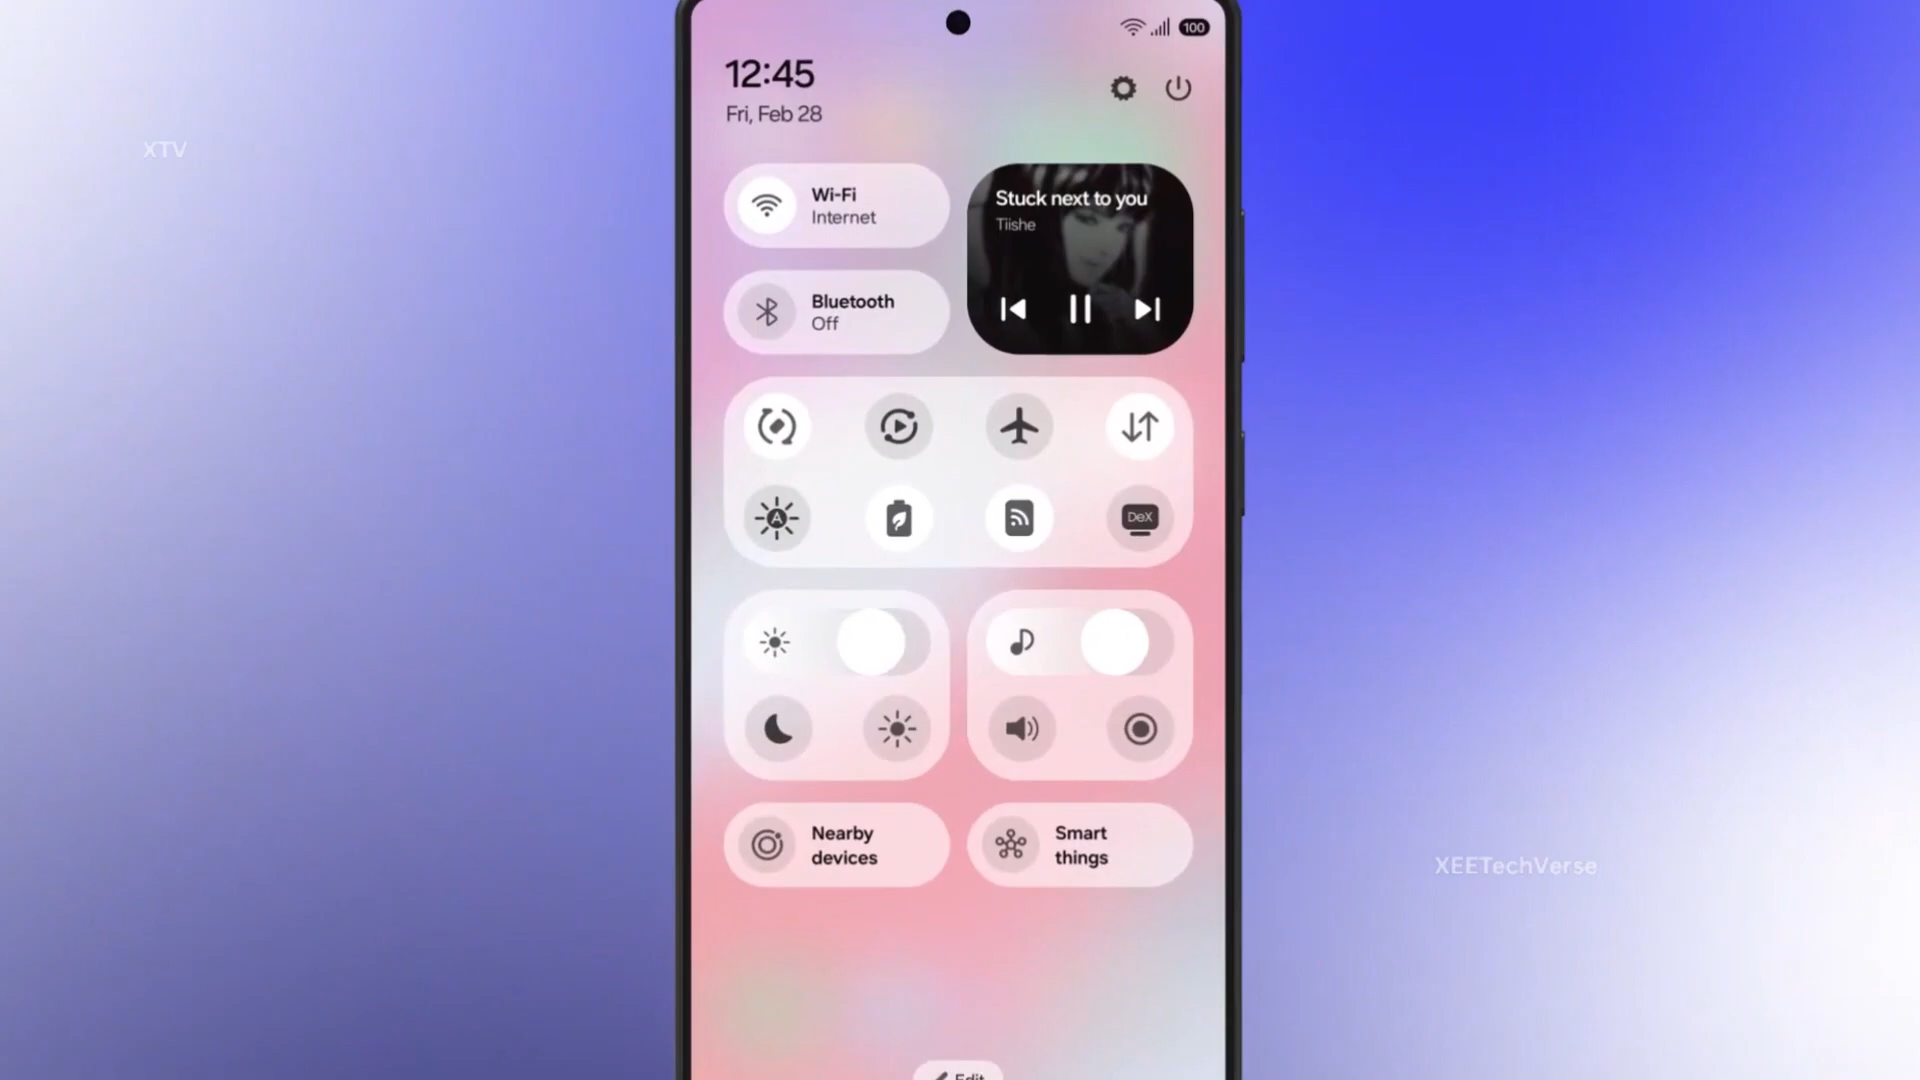 100
12:45
Fri, Feb 28
XTV
Wi-Fi
Internet
Stuck next to you
Tiishe
Bluetooth
Off
A
DeX
Nearby
devices
Smart
things
XEETechVerse
Edit